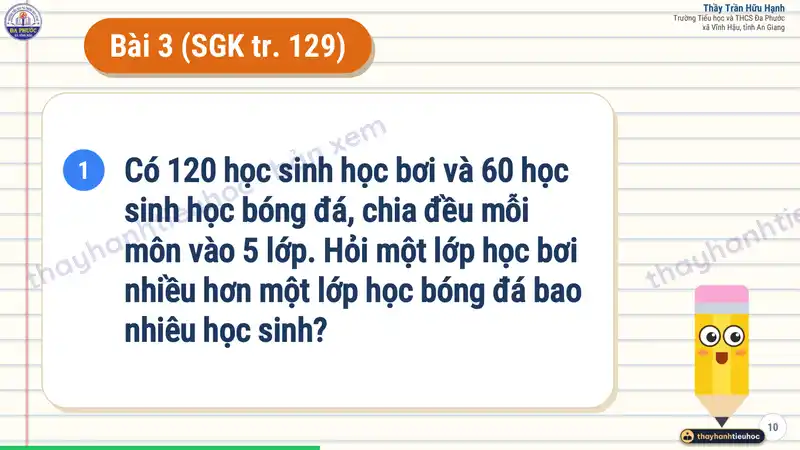 Thầy Trần Hữu Hạnh
Trường Tiểu học và THCS Đa Phước
xã Vĩnh Hậu, tỉnh An Giang
ĐA PHƯỚC
Bài 3 (SGK tr. 129)
1
Có 120 học sinh học bơi và 60 học
sinh học bóng đá, chia đều mỗi
môn vào 5 lớp. Hỏi một lớp học bơi
nhiều hơn một lớp học bóng đá bao
nhiêu học sinh?
thayhanhtieuhoc
10